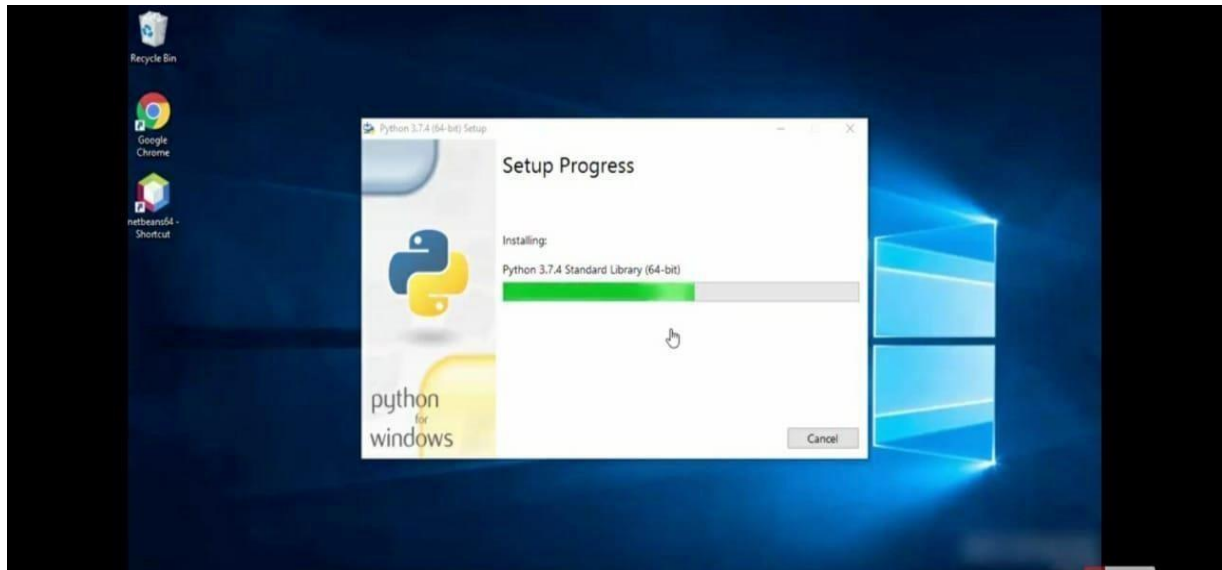 Recycle Bin
Google
Chrome
netbeans64 -
Shortcut
Python 3.7.4 (64-bit) Setup
Setup Progress
Installing:
Python 3.7.4 Standard Library (64-bit)
python
for
windows
Cancel